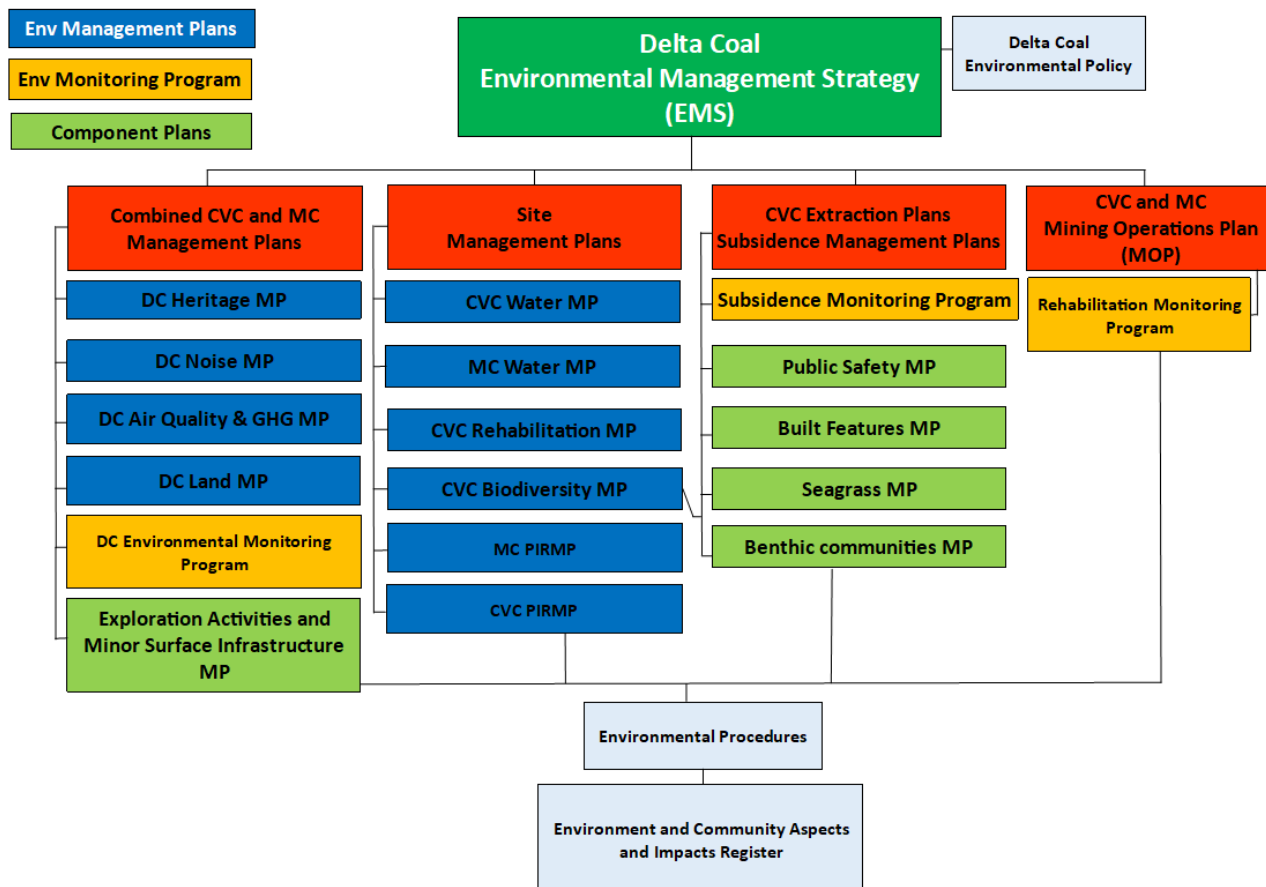 Env Management Plans
Env Monitoring Program
Component Plans
Delta Coal
Environmental Management Strategy
(EMS)
Delta Coal
Environmental Policy
Combined CVC and MC
Management Plans
DC Heritage MP
DC Noise MP
DC Air Quality & GHG MP
DC Land MP
DC Environmental Monitoring
Program
Exploration Activities and
Minor Surface Infrastructure
MP
Site
Management Plans
CVC Water MP
MC Water MP
CVC Rehabilitation MP
CVC Biodiversity MP
MC PIRMP
CVC PIRMP
CVC Extraction Plans
Subsidence Management Plans
Subsidence Monitoring Program
Public Safety MP
Built Features MP
Seagrass MP
Benthic communities MP
CVC and MC
Mining Operations Plan
(MOP)
Rehabilitation Monitoring
Program
Environmental Procedures
Environment and Community Aspects
and Impacts Register